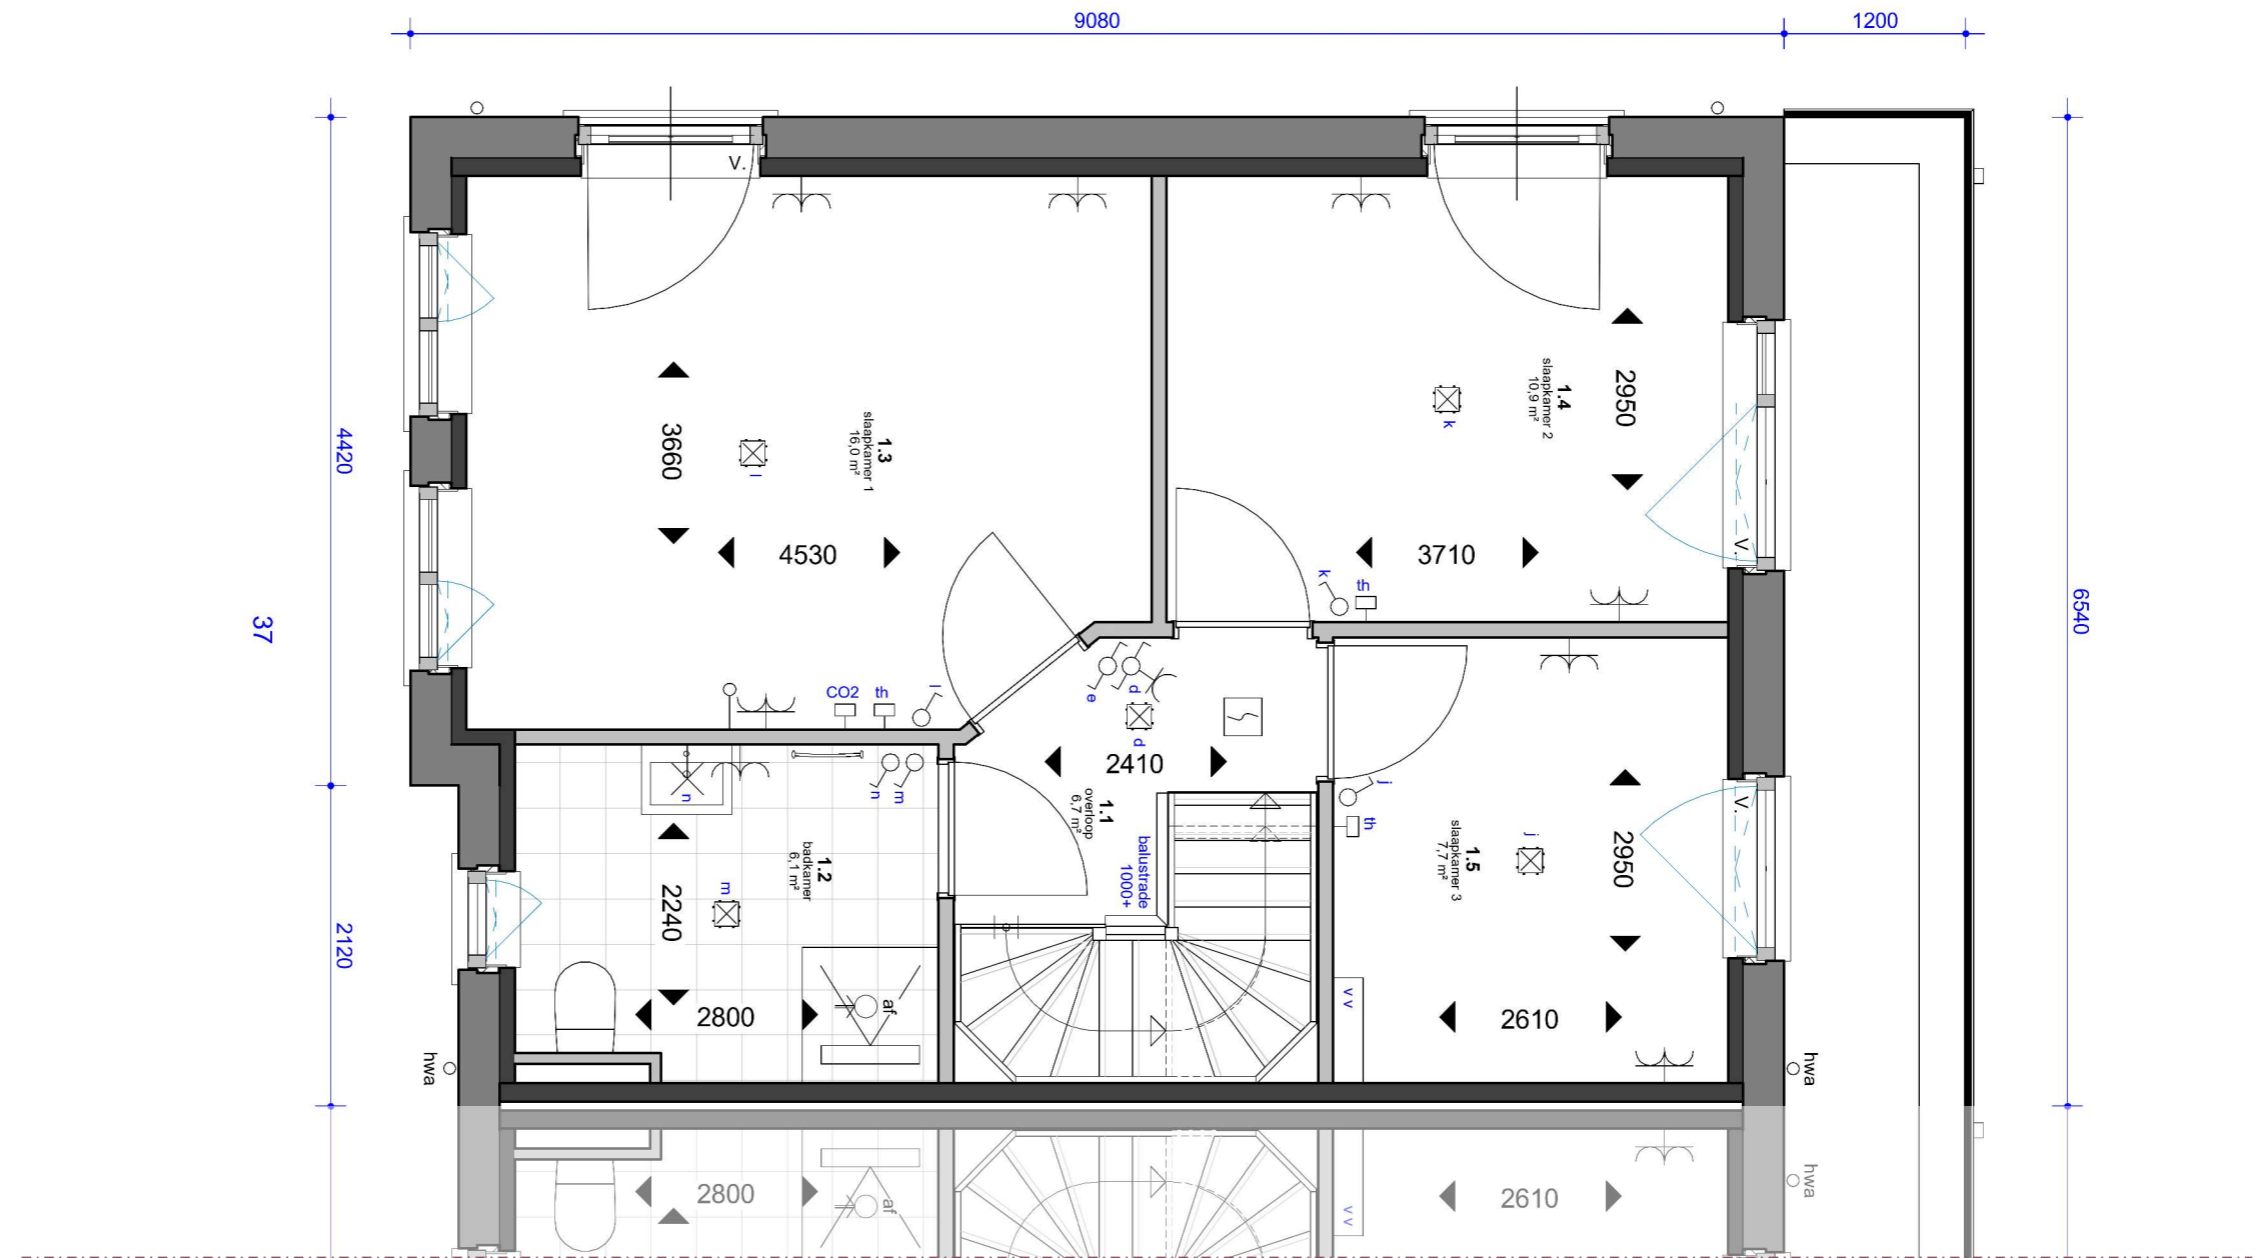 9080
1200
V.
4420
37
3660
l
1.3
slaapkamer 1
16,0 m²
4530
k
1.4
slaapkamer 2
10,9 m²
2950
3710
V.
k
th
6540
CO2
th
l
e
d
d
2410
n
n
m
1.1
overloop
6,7 m²
balustrade
1000+
j
th
V.
j
1.5
slaapkamer 3
7,7 m²
2950
1.2
badkamer
6,1 m²
m
2240
2120
2800
af
v v
2610
hwa
hwa
2800
af
v v
2610
hwa